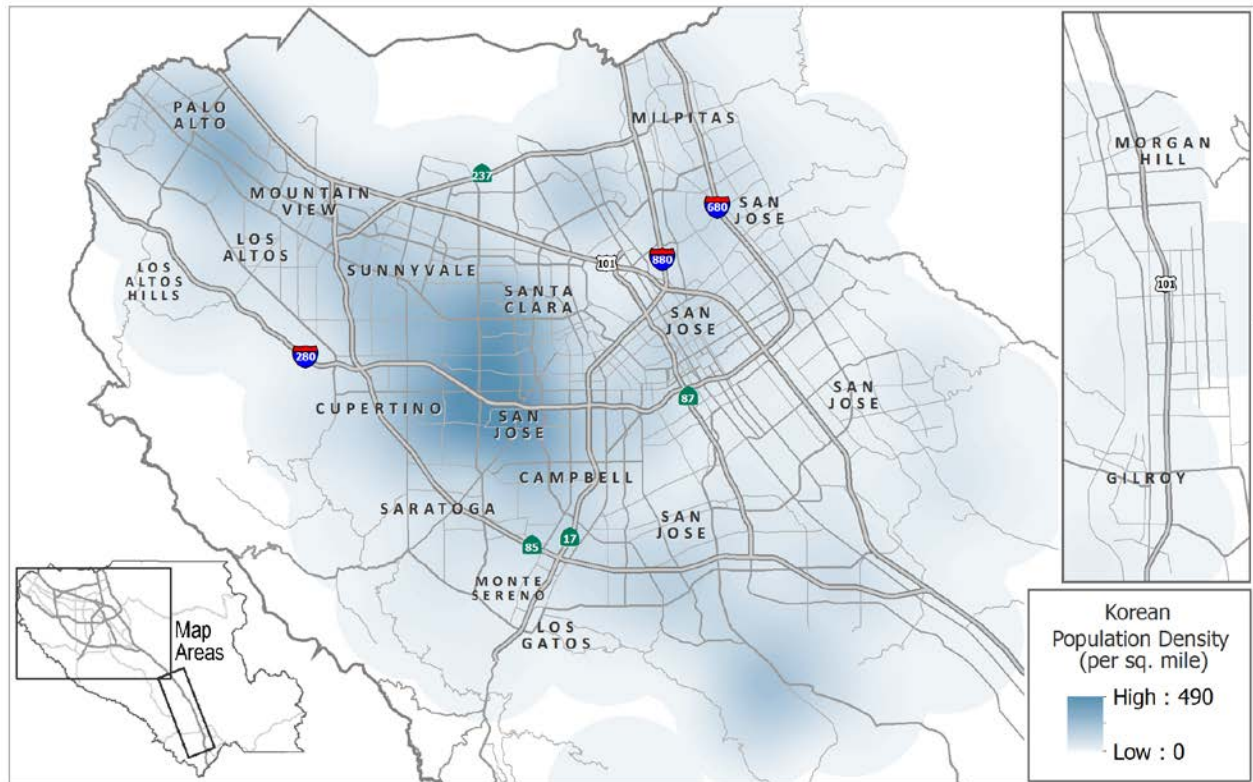 PALO
ALTO
MILPITAS
237
MOUNTAIN
VIEW
680
SAN
JOSE
LOS
ALTOS
880
101
LOS
ALTOS
HILLS
SUNNYVALE
SANTA
CLARA
SAN
JOSE
280
87
CUPERTINO
SAN
JOSE
SAN
JOSE
CAMPBELL
SARATOGA
SAN
JOSE
85
17
MONTE
SERENO
LOS
GATOS
Map
Areas
MORGAN
HILL
101
GILROY
Korean
Population Density
(per sq. mile)
High : 490
Low : 0